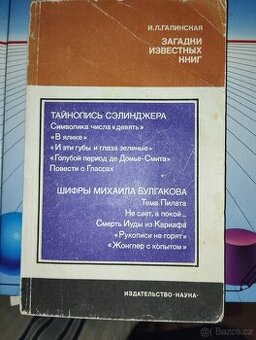 И.Л.ГАЛИНСКАЯ
ЗАГАДКИ
ИЗВЕСТНЫХ
КНИГ
ТАЙНОПИСЬ СЭЛИНДЖЕРА
Символика числа «девять»
«В ялике»
«И эти губы и глаза зеленые»
«Голубой период де Домье-Смита»
Повести о Глассах
ШИФРЫ МИХАИЛА БУЛГАКОВА
Тема Пилата
Не свет, а покой...
Смерть Иуды из Кариафа
«Рукописи не горят»
«Жонглер с копытом»
ИЗДАТЕЛЬСТВО «НАУКА»
Bazos.cz